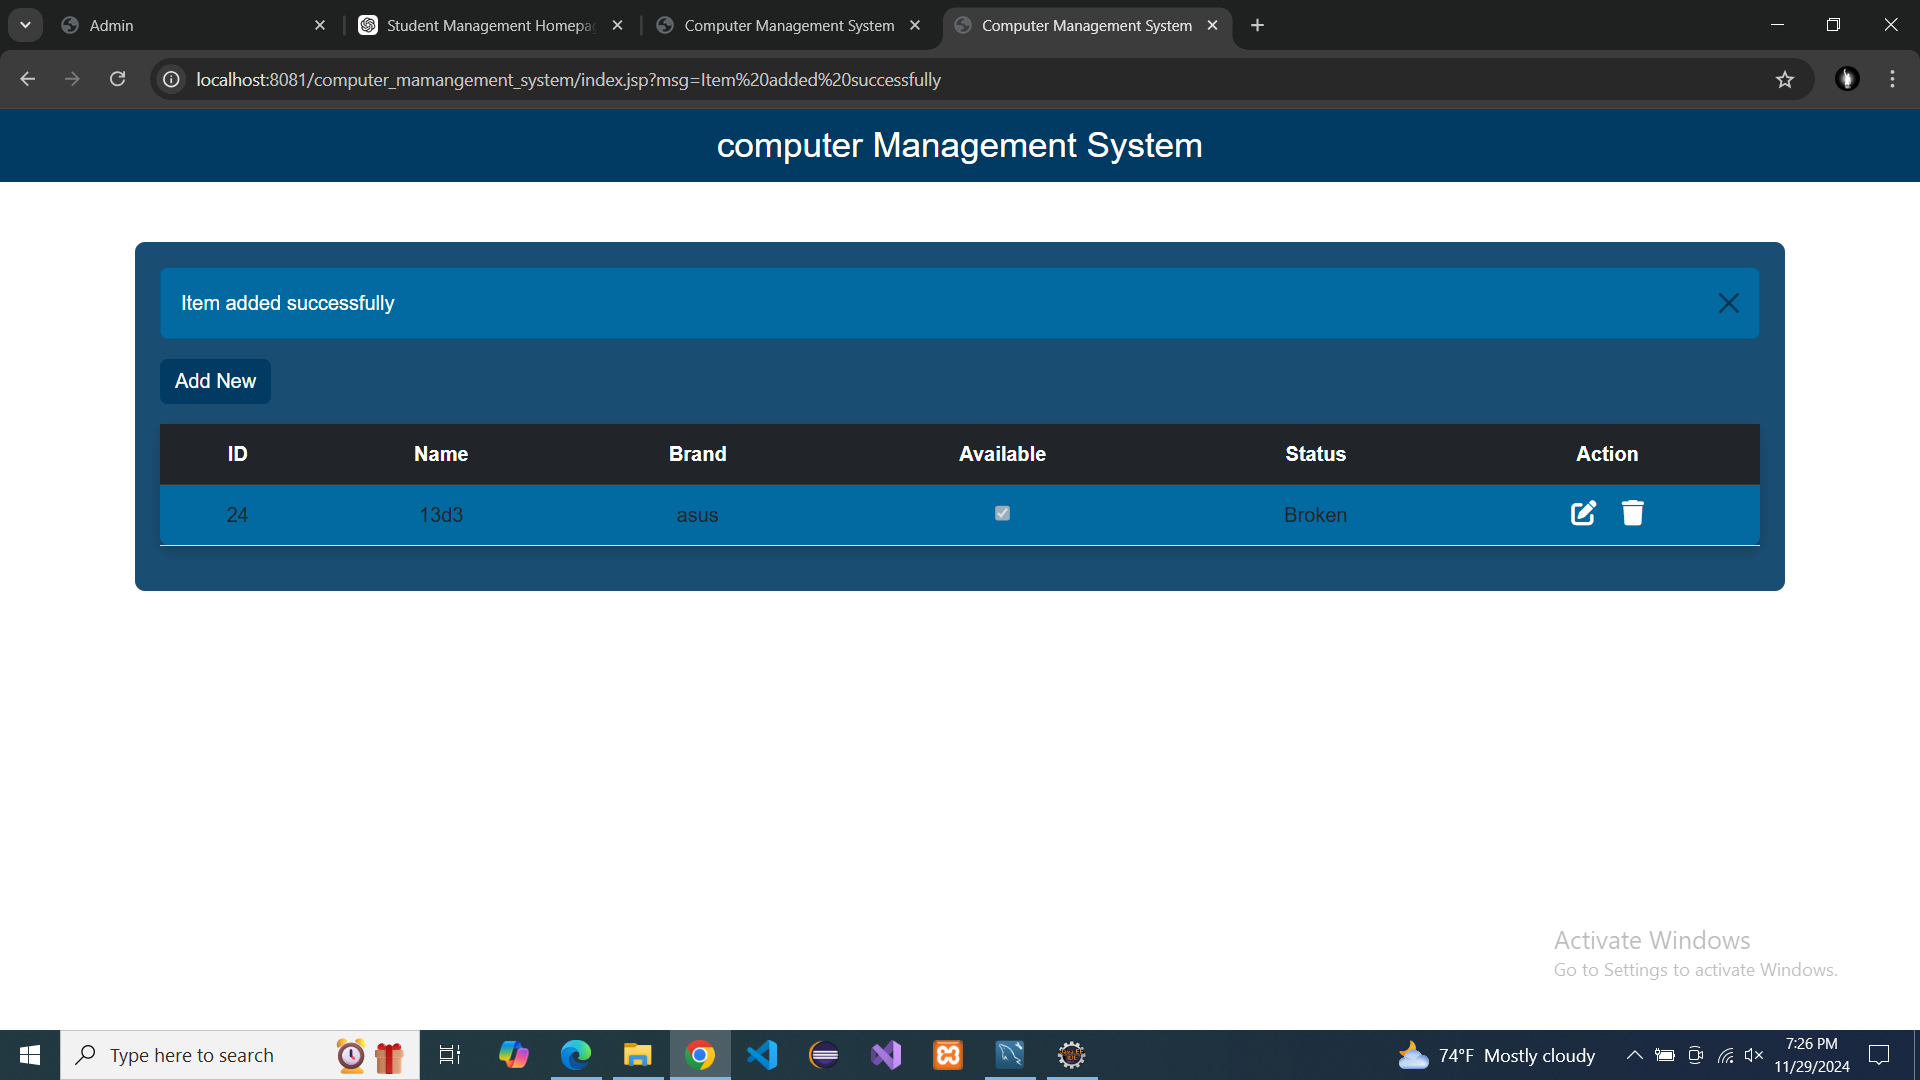 Admin
Student Management Homepa
Computer Management System
Computer Management System
localhost:8081/computer_mamangement_system/index.jsp?msg=Item%20added%20successfully
computer Management System
Item added successfully
Add New
ID Name Brand Available Status Action
24 13d3 asus Broken
Activate Windows
Go to Settings to activate Windows.
Type here to search
74°F Mostly cloudy
7:26 PM
11/29/2024